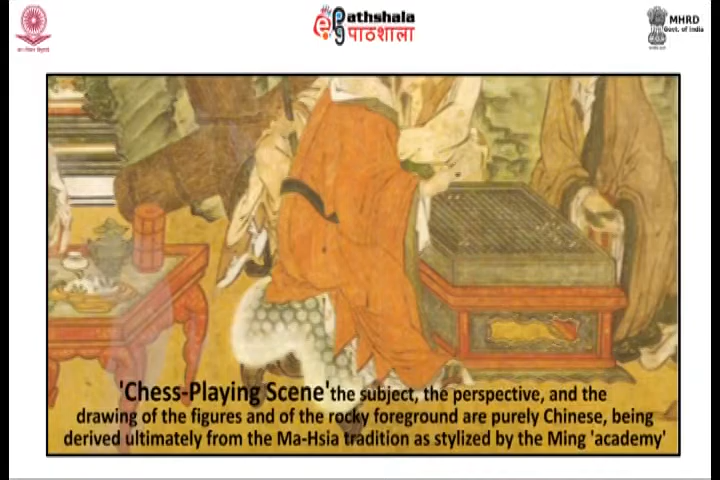 Pathshala
पाठशाला
MHRD
Govt. of India
'Chess-Playing Scene' the subject, the perspective, and the
drawing of the figures and of the rocky foreground are purely Chinese, being
derived ultimately from the Ma-Hsia tradition as stylized by the Ming 'academy'